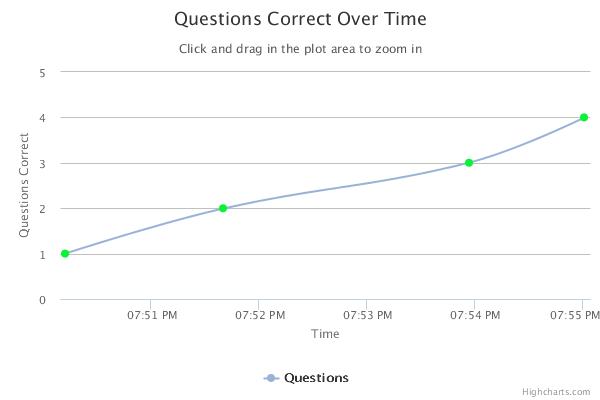 Questions Correct Over Time
Click and drag in the plot area to zoom in
Questions Correct
5
4
3
2
1
0
07:51 PM 07:52 PM 07:53 PM 07:54 PM 07:55 PM
Time
Questions
Highcharts.com